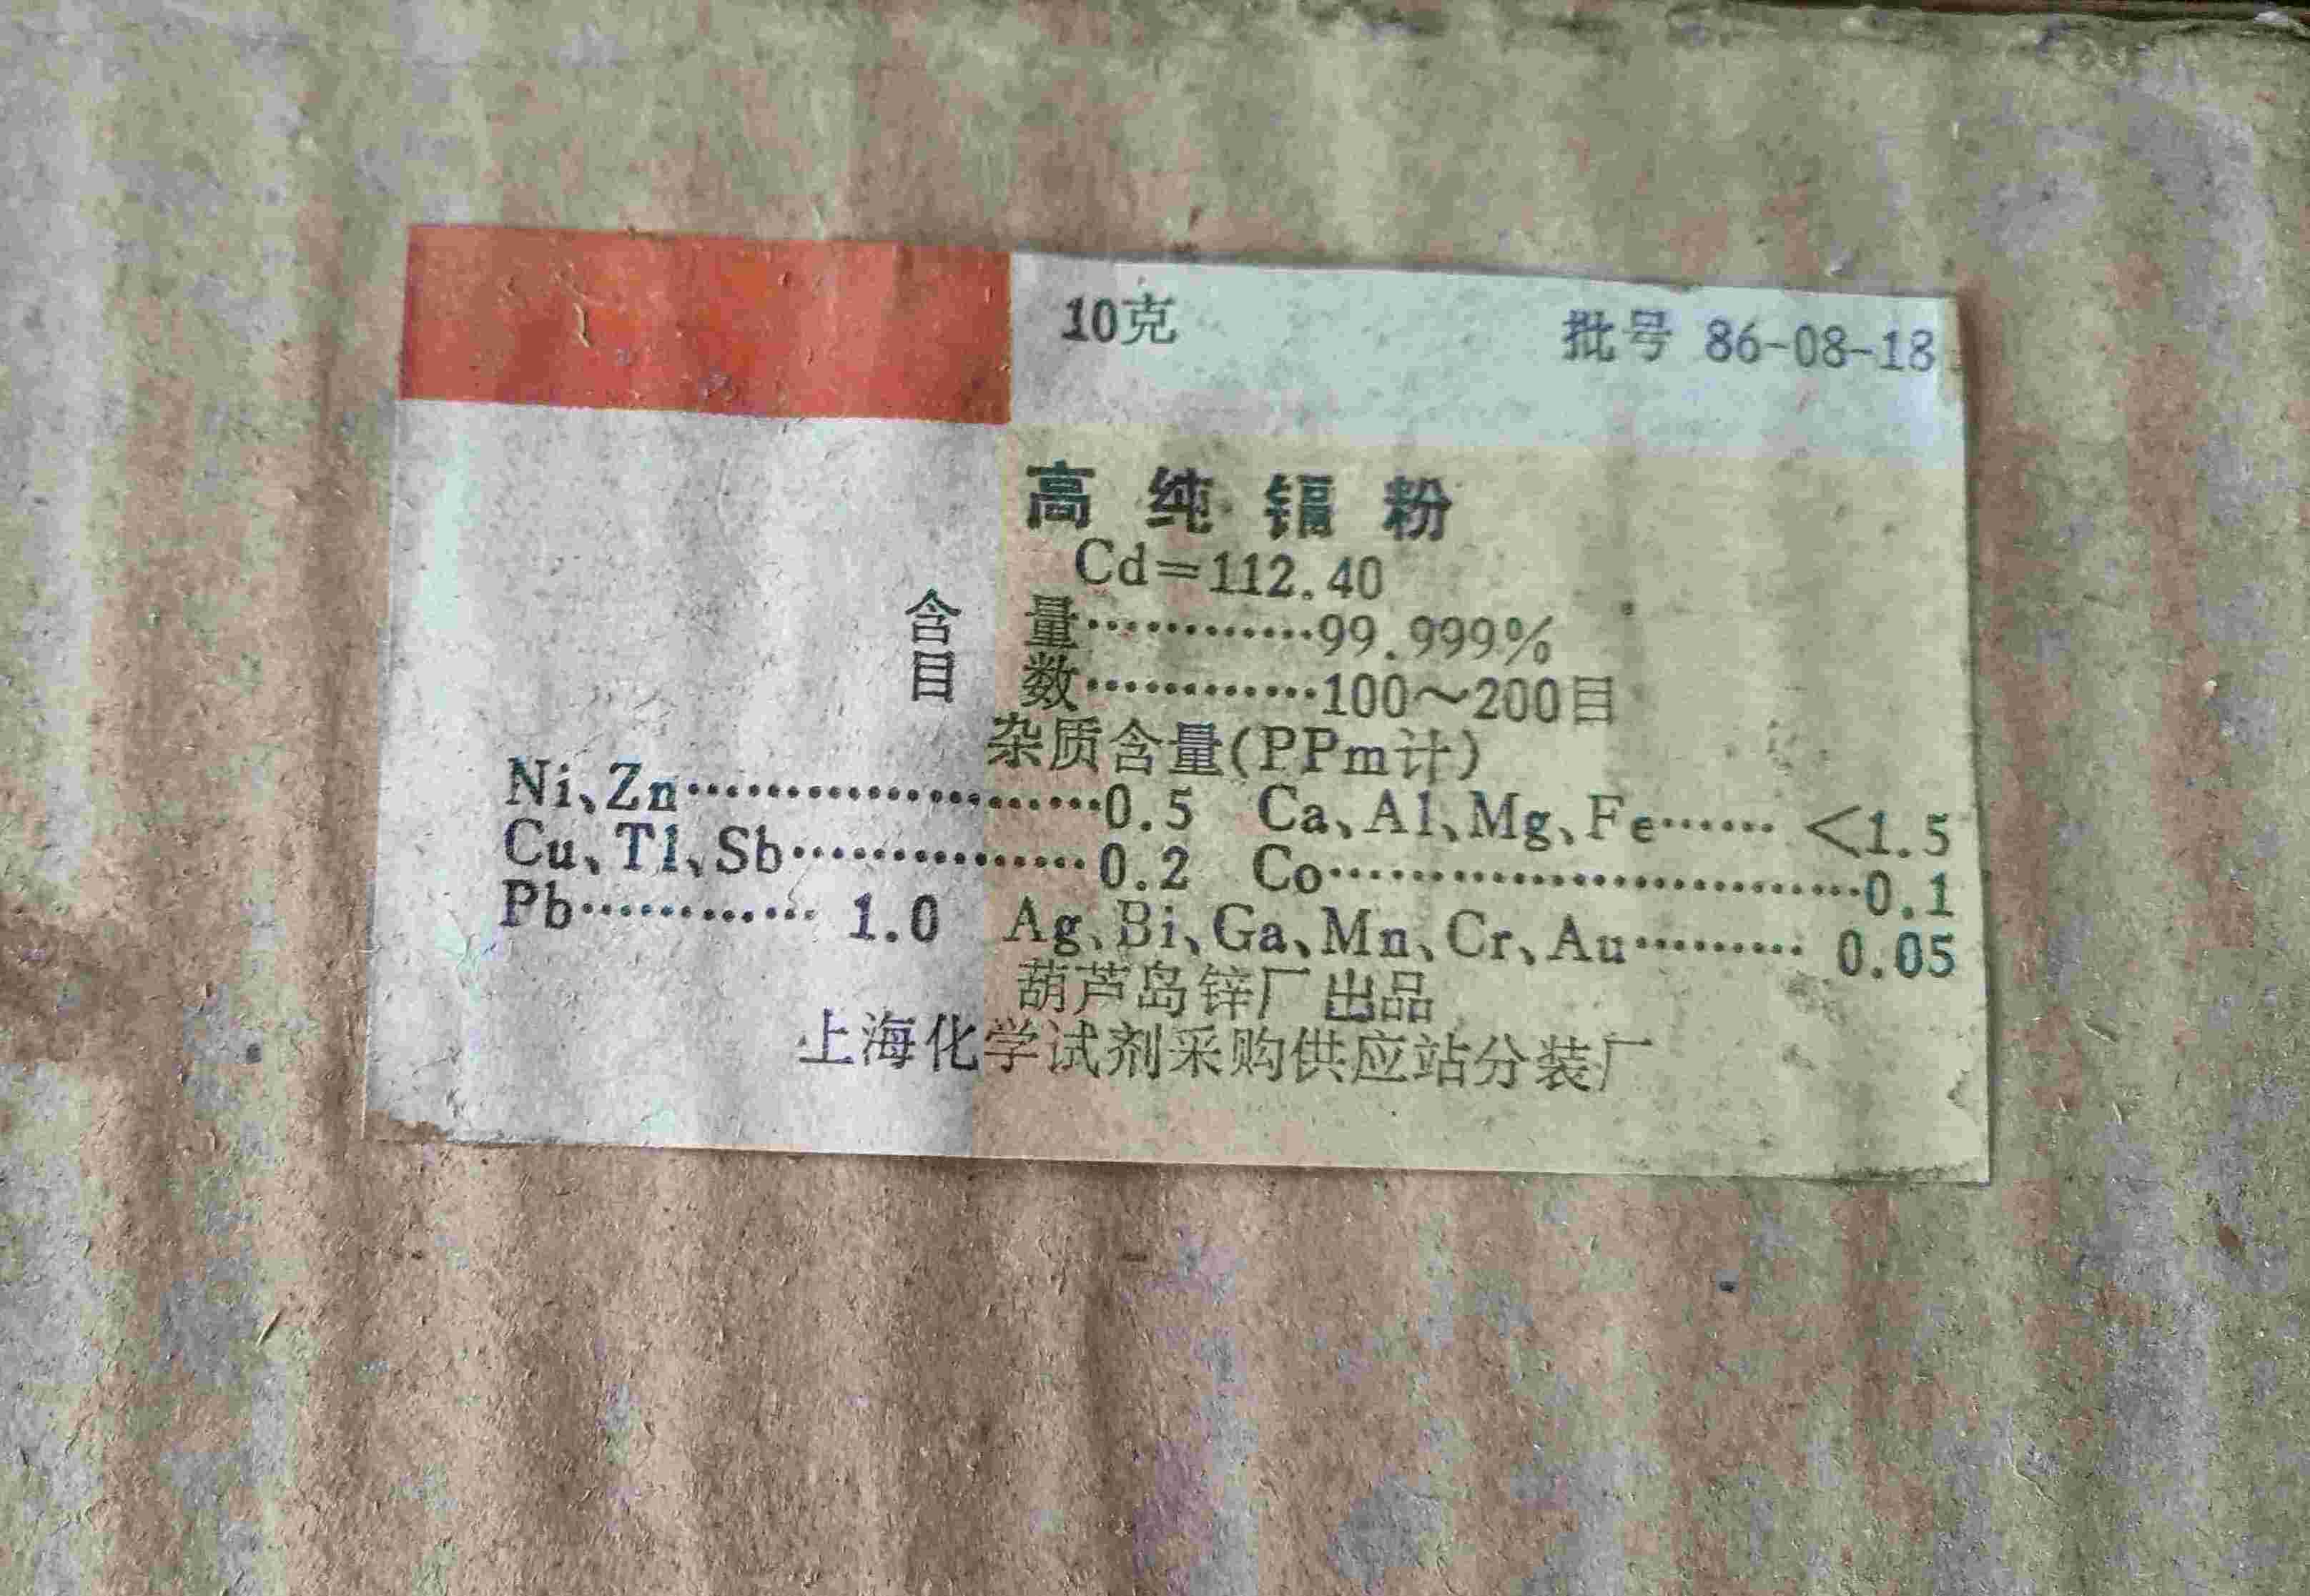 10克 批号 86-08-18
高纯镉粉
Cd=112.40
含量…………99.999%
目数…………100～200目
杂质含量(PPm计)
Ni、Zn…………………0.5 Ca、Al、Mg、Fe…… <1.5
Cu、Tl、Sb……………0.2 Co………………………0.1
Pb………… 1.0 Ag、Bi、Ga、Mn、Cr、Au……… 0.05
葫芦岛锌厂出品
上海化学试剂采购供应站分装厂